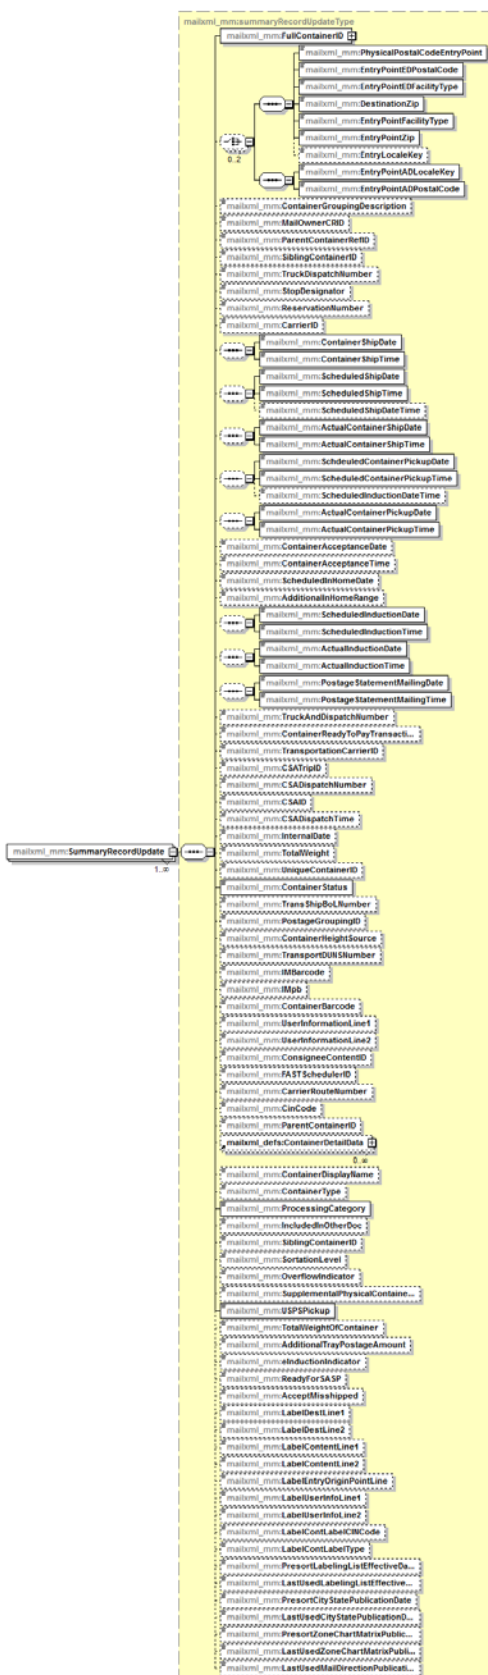 mailxml_mm:summaryRecordUpdateType
mailxml_mm:FullContainerID
mailxml_mm:PhysicalPostalCodeEntryPoint
mailxml_mm:EntryPointEDPostalCode
mailxml_mm:EntryPointEDFacilityType
mailxml_mm:DestinationZip
mailxml_mm:EntryPointFacilityType
mailxml_mm:EntryPointZip
mailxml_mm:EntryLocaleKey
0..2
mailxml_mm:EntryPointADLocaleKey
mailxml_mm:EntryPointADPostalCode
mailxml_mm:ContainerGroupingDescription
mailxml_mm:MailOwnerCRID
mailxml_mm:ParentContainerRefID
mailxml_mm:SiblingContainerID
mailxml_mm:TruckDispatchNumber
mailxml_mm:StopDesignator
mailxml_mm:ReservationNumber
mailxml_mm:CarrierID
mailxml_mm:ContainerShipDate
mailxml_mm:ContainerShipTime
mailxml_mm:ScheduledShipDate
mailxml_mm:ScheduledShipTime
mailxml_mm:ScheduledShipDateTime
mailxml_mm:ActualContainerShipDate
mailxml_mm:ActualContainerShipTime
mailxml_mm:SchdeuledContainerPickupDate
mailxml_mm:ScheduledContainerPickupTime
mailxml_mm:ScheduledInductionDateTime
mailxml_mm:ActualContainerPickupDate
mailxml_mm:ActualContainerPickupTime
mailxml_mm:ContainerAcceptanceDate
mailxml_mm:ContainerAcceptanceTime
mailxml_mm:ScheduledInHomeDate
mailxml_mm:AdditionalInHomeRange
mailxml_mm:ScheduledInductionDate
mailxml_mm:ScheduledInductionTime
mailxml_mm:ActualInductionDate
mailxml_mm:ActualInductionTime
mailxml_mm:PostageStatementMailingDate
mailxml_mm:PostageStatementMailingTime
mailxml_mm:TruckAndDispatchNumber
mailxml_mm:ContainerReadyToPayTransacti...
mailxml_mm:TransportationCarrierID
mailxml_mm:CSATripID
mailxml_mm:CSADispatchNumber
mailxml_mm:CSAID
mailxml_mm:CSADispatchTime
mailxml_mm:InternalDate
mailxml_mm:SummaryRecordUpdate
1..∞
mailxml_mm:TotalWeight
mailxml_mm:UniqueContainerID
mailxml_mm:ContainerStatus
mailxml_mm:TransShipBoLNumber
mailxml_mm:PostageGroupingID
mailxml_mm:ContainerHeightSource
mailxml_mm:TransportDUNSNumber
mailxml_mm:IMBarcode
mailxml_mm:IMpb
mailxml_mm:ContainerBarcode
mailxml_mm:UserInformationLine1
mailxml_mm:UserInformationLine2
mailxml_mm:ConsigneeContentID
mailxml_mm:FASTSchedulerID
mailxml_mm:CarrierRouteNumber
mailxml_mm:CinCode
mailxml_mm:ParentContainerID
mailxml_defs:ContainerDetailData
0..∞
mailxml_mm:ContainerDisplayName
mailxml_mm:ContainerType
mailxml_mm:ProcessingCategory
mailxml_mm:IncludedInOtherDoc
mailxml_mm:SiblingContainerID
mailxml_mm:SortationLevel
mailxml_mm:OverflowIndicator
mailxml_mm:SupplementalPhysicalContaine...
mailxml_mm:USPSPickup
mailxml_mm:TotalWeightOfContainer
mailxml_mm:AdditionalTrayPostageAmount
mailxml_mm:eInductionIndicator
mailxml_mm:ReadyForSASP
mailxml_mm:AcceptMisshipped
mailxml_mm:LabelDestLine1
mailxml_mm:LabelDestLine2
mailxml_mm:LabelContentLine1
mailxml_mm:LabelContentLine2
mailxml_mm:LabelEntryOriginPointLine
mailxml_mm:LabelUserInfoLine1
mailxml_mm:LabelUserInfoLine2
mailxml_mm:LabelContLabelCINCode
mailxml_mm:LabelContLabelType
mailxml_mm:PresortLabelingListEffectiveDa...
mailxml_mm:LastUsedLabelingListEffective...
mailxml_mm:PresortCityStatePublicationDate
mailxml_mm:LastUsedCityStatePublicationD...
mailxml_mm:PresortZoneChartMatrixPublic...
mailxml_mm:LastUsedZoneChartMatrixPublic...
mailxml_mm:LastUsedMailDirectionPublicati...